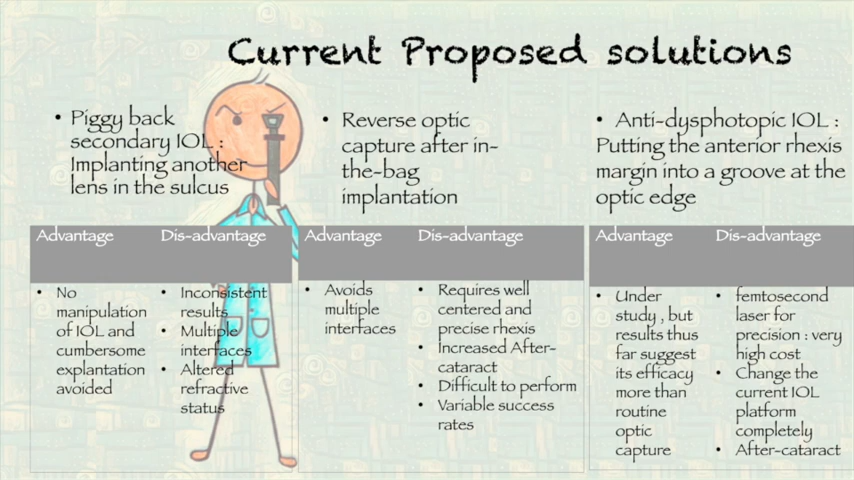 Current Proposed solutions
• Piggy back
secondary IOL :
Implanting another
lens in the sulcus
Advantage
Dis-advantage
• No
manipulation
of IOL and
cumbersome
explantation
avoided
• Inconsistent
results
• Multiple
interfaces
• Altered
refractive
status
• Reverse optic
capture after in-
the-bag
implantation
Advantage
Dis-advantage
• Avoids
multiple
interfaces
• Requires well
centered and
precise rhexis
• Increased After-
cataract
• Difficult to perform
• Variable success
rates
• Anti-dysphotopic IOL :
Putting the anterior rhexis
margin into a groove at the
optic edge
Advantage
Dis-advantage
• Under
study , but
results thus
far suggest
its efficacy
more than
routine
optic
capture
• femtosecond
laser for
precision : very
high cost
• Change the
current IOL
platform
completely
• After-cataract